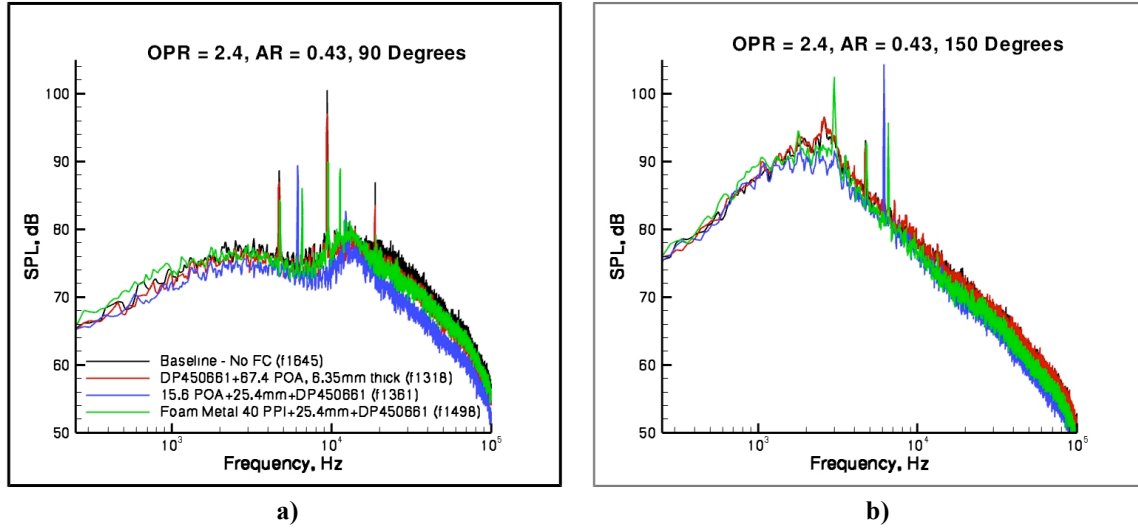 OPR = 2.4, AR = 0.43, 90 Degrees
100
90
80
70
60
50
SPL, dB
Baseline - No FC (f1645)
DP450661+67.4 POA, 6.35mm thick (f1318)
15.6 POA+25.4mm+DP450661 (f1361)
Foam Metal 40 PPI+25.4mm+DP450661 (f1498)
10³ 10⁴ 10⁵
Frequency, Hz
a)
OPR = 2.4, AR = 0.43, 150 Degrees
100
90
80
70
60
50
SPL, dB
10³ 10⁴ 10⁵
Frequency, Hz
b)